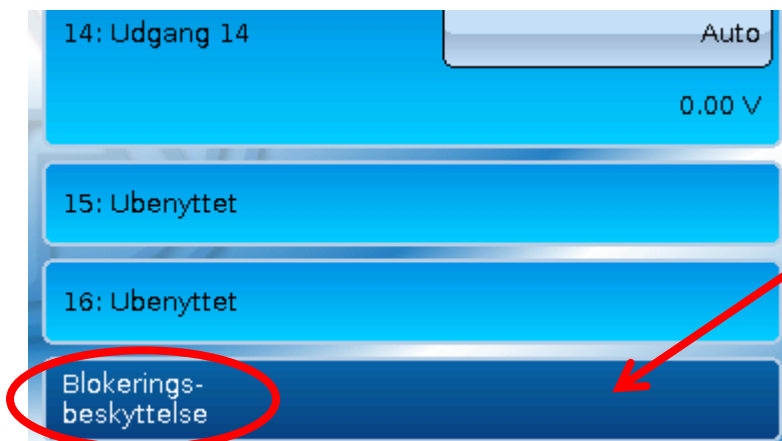 14: Udgang 14
Auto
0.00 V
15: Ubenyttet
16: Ubenyttet
Blokerings-
beskyttelse